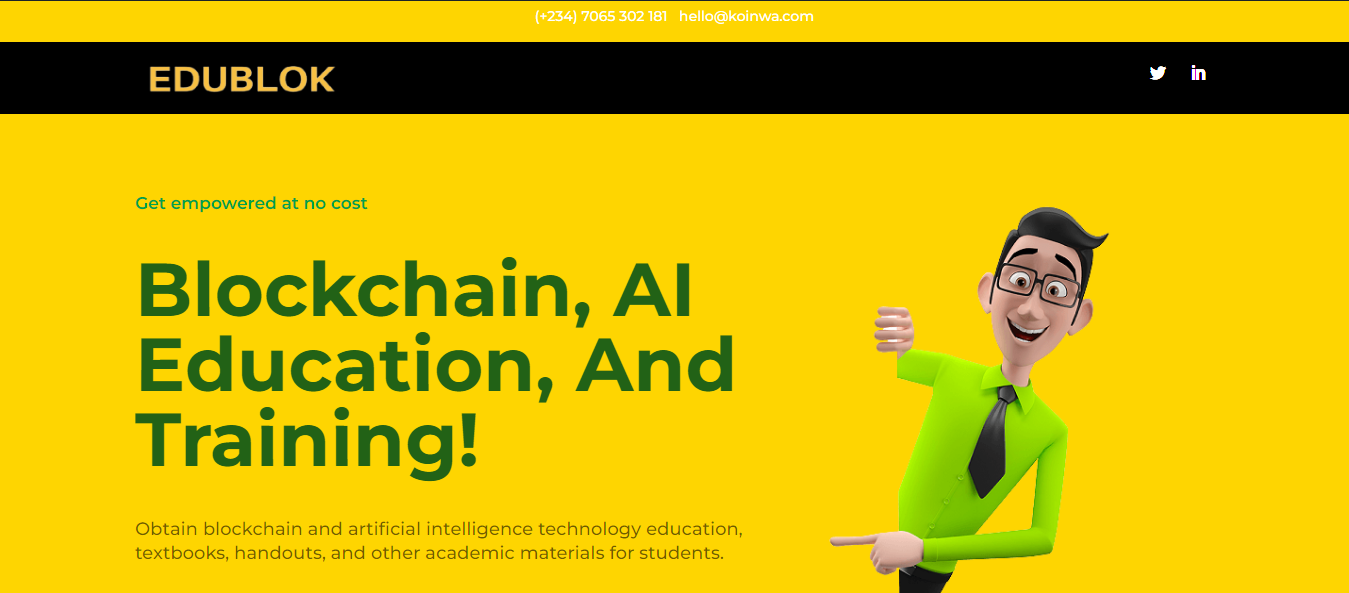 (+234) 7065 302 181 hello@koinwa.com
EDUBLOK
Get empowered at no cost
Blockchain, AI
Education, And
Training!
Obtain blockchain and artificial intelligence technology education,
textbooks, handouts, and other academic materials for students.